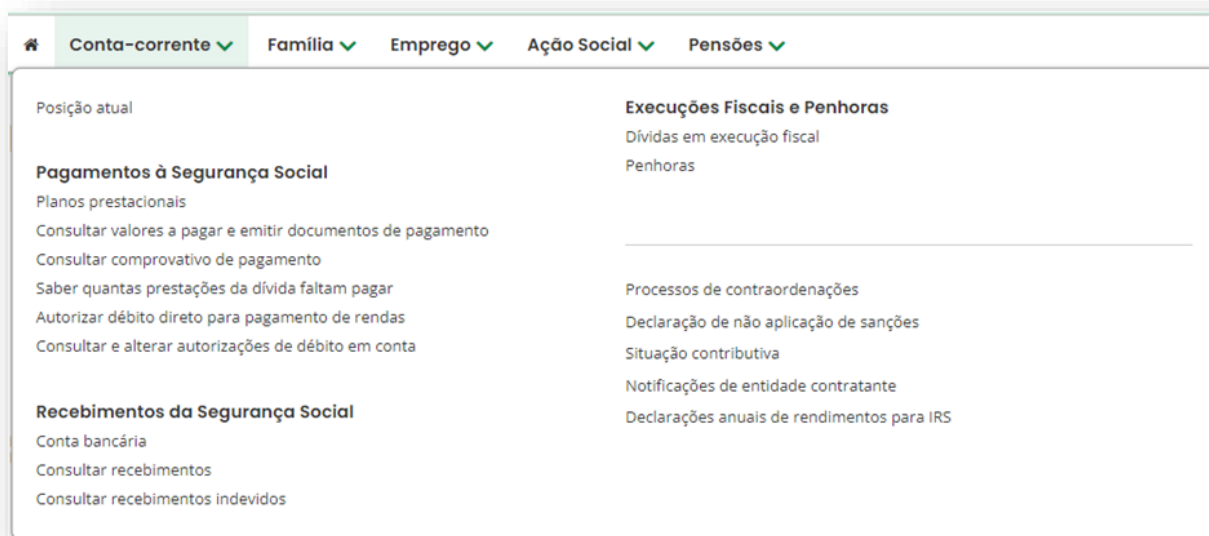 Conta-corrente Família Emprego Ação Social Pensões
Posição atual
Pagamentos à Segurança Social
Planos prestacionais
Consultar valores a pagar e emitir documentos de pagamento
Consultar comprovativo de pagamento
Saber quantas prestações da dívida faltam pagar
Autorizar débito direto para pagamento de rendas
Consultar e alterar autorizações de débito em conta
Recebimentos da Segurança Social
Conta bancária
Consultar recebimentos
Consultar recebimentos indevidos
Execuções Fiscais e Penhoras
Dívidas em execução fiscal
Penhoras
Processos de contraordenações
Declaração de não aplicação de sanções
Situação contributiva
Notificações de entidade contratante
Declarações anuais de rendimentos para IRS